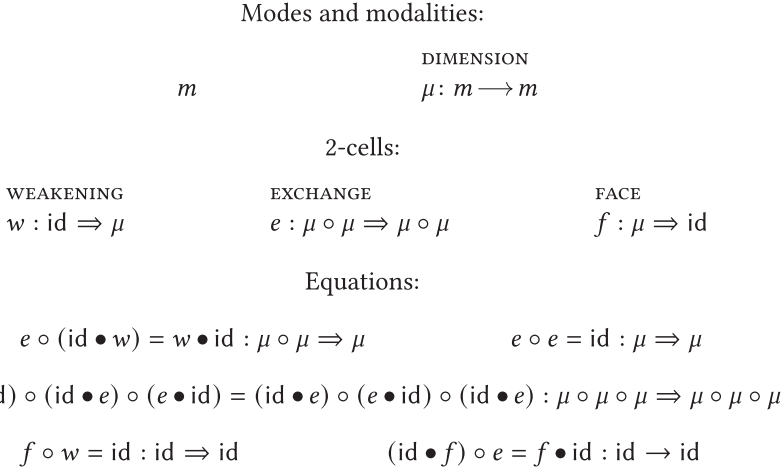 Modes and modalities:
DIMENSION
m μ: m ⟶ m
2-cells:
WEAKENING EXCHANGE FACE
w : id ⇒ μ e : μ ∘ μ ⇒ μ ∘ μ f : μ ⇒ id
Equations:
e ∘ (id • w) = w • id : μ ∘ μ ⇒ μ e ∘ e = id : μ ⇒ μ
d) ∘ (id • e) ∘ (e • id) = (id • e) ∘ (e • id) ∘ (id • e) : μ ∘ μ ∘ μ ⇒ μ ∘ μ ∘ μ
f ∘ w = id : id ⇒ id (id • f) ∘ e = f • id : id → id